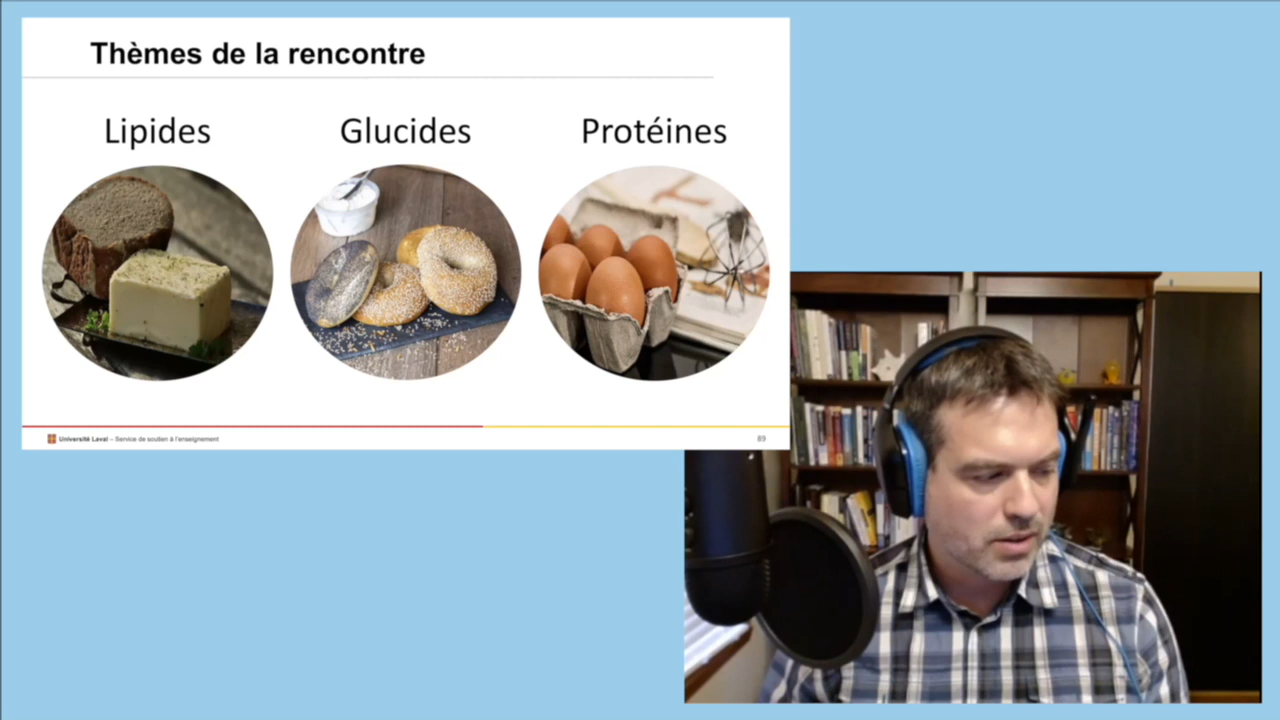 Thèmes de la rencontre
Lipides
Glucides
Protéines
Université Laval – Service de soutien à l'enseignement
89